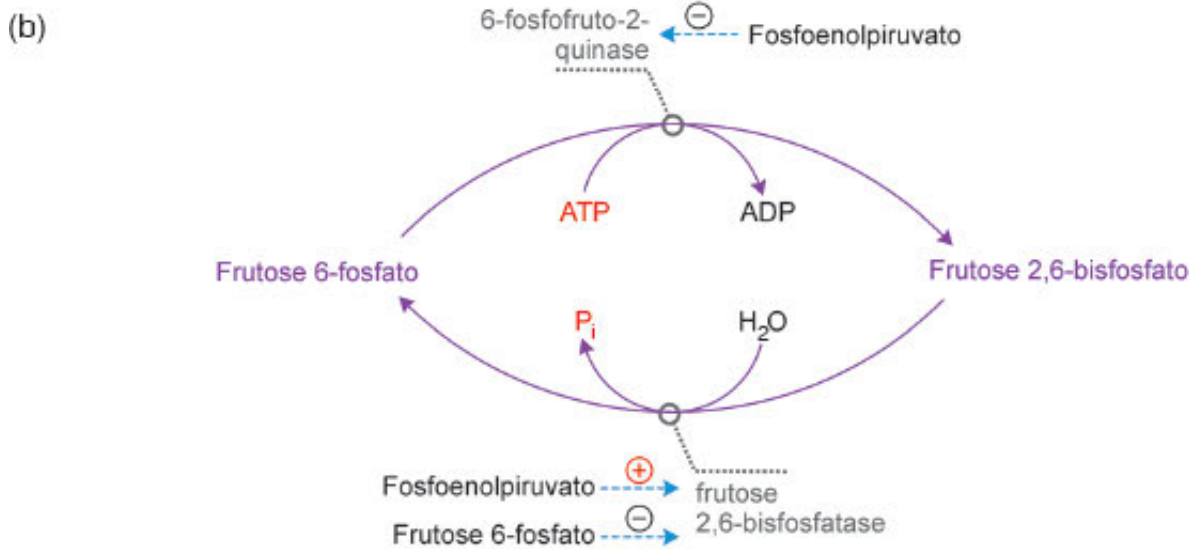 (b)
6-fosfofruto-2-
quinase
⊖
Fosfoenolpiruvato
ATP
ADP
Frutose 6-fosfato
Frutose 2,6-bisfosfato
Pi
H2O
Fosfoenolpiruvato
⊕
Frutose 6-fosfato
⊖
frutose
2,6-bisfosfatase